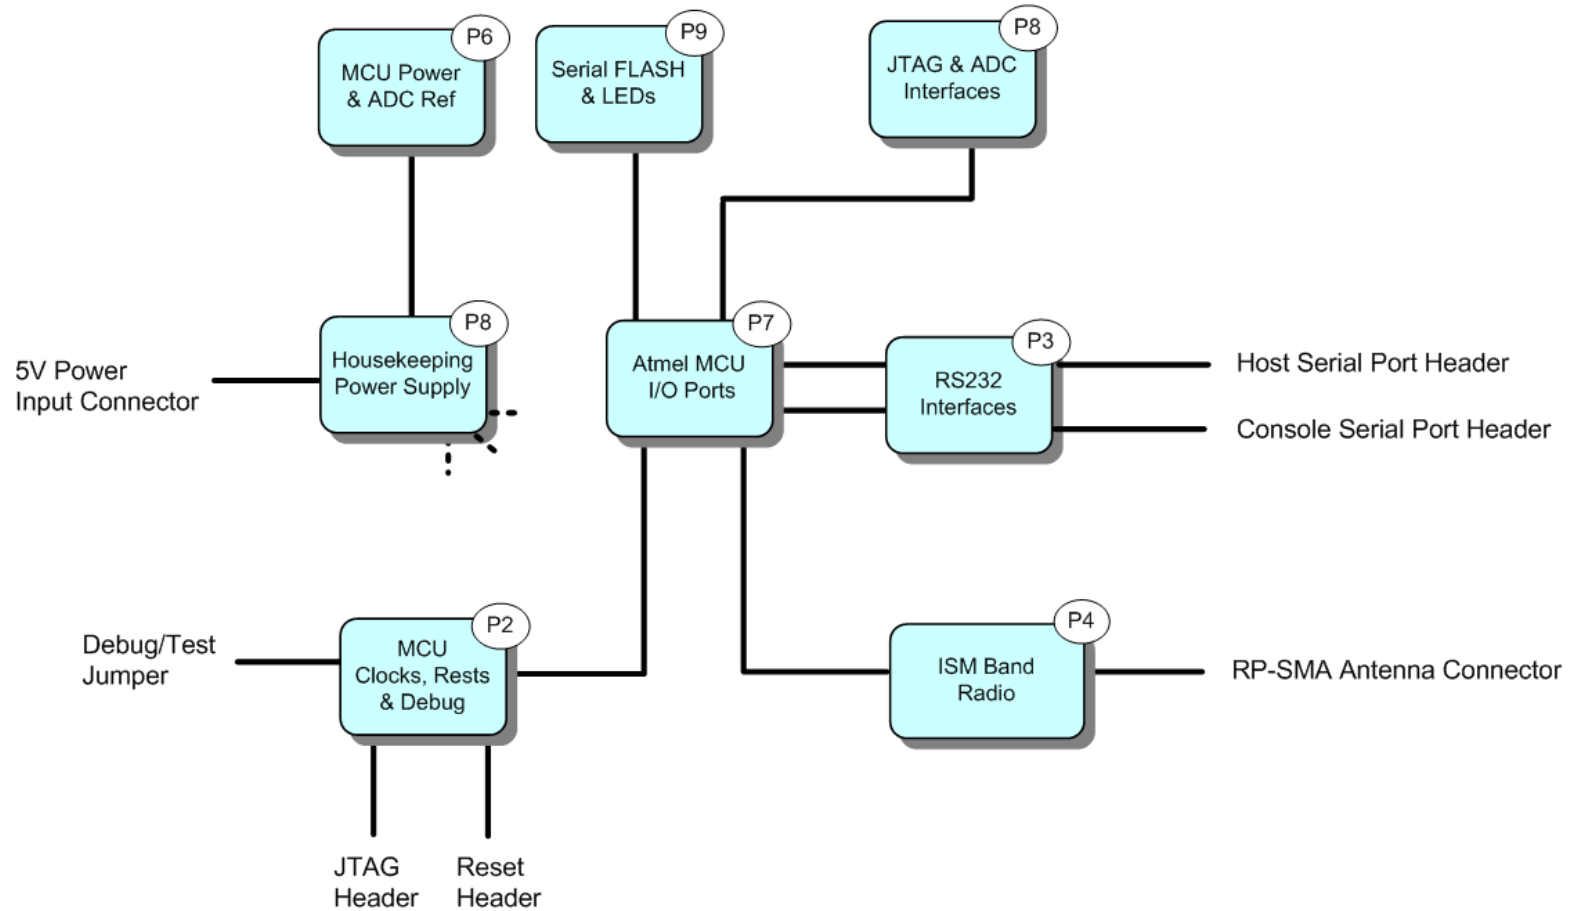 P6
MCU Power
& ADC Ref
P9
Serial FLASH
& LEDs
P8
JTAG & ADC
Interfaces
5V Power
Input Connector
P8
Housekeeping
Power Supply
P7
Atmel MCU
I/O Ports
P3
RS232
Interfaces
Host Serial Port Header
Console Serial Port Header
Debug/Test
Jumper
P2
MCU
Clocks, Rests
& Debug
P4
ISM Band
Radio
RP-SMA Antenna Connector
JTAG
Header
Reset
Header